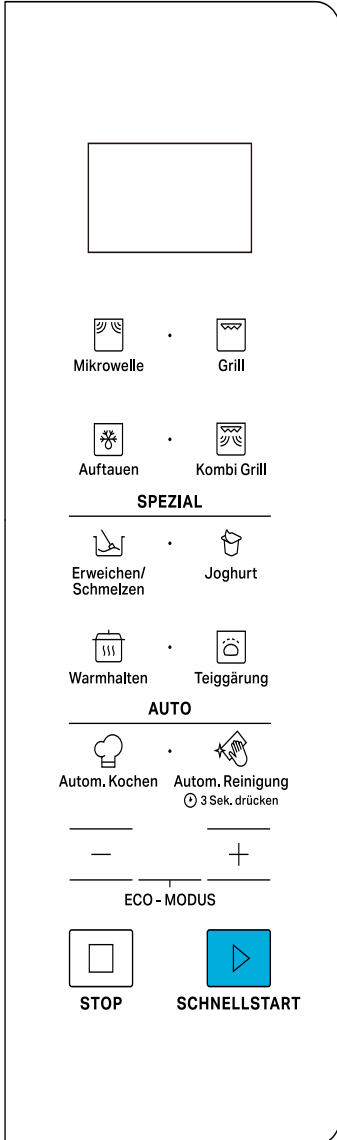 Mikrowelle
Grill
Auftauen
Kombi Grill
SPEZIAL
Erweichen/
Schmelzen
Joghurt
Warmhalten
Teiggärung
AUTO
Autom. Kochen
Autom. Reinigung
3 Sek. drücken
ECO - MODUS
STOP
SCHNELLSTART